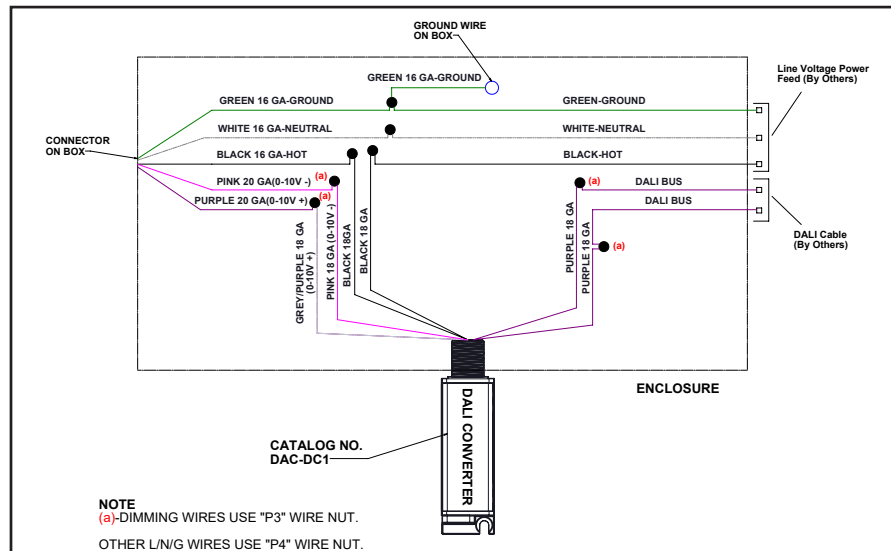 GROUND WIRE
ON BOX
GREEN 16 GA-GROUND
Line Voltage Power
Feed (By Others)
GREEN 16 GA-GROUND
GREEN-GROUND
WHITE 16 GA-NEUTRAL
WHITE-NEUTRAL
CONNECTOR
ON BOX
BLACK 16 GA-HOT
BLACK-HOT
PINK 20 GA(0-10V -)
(a)
(a)
DALI BUS
PURPLE 20 GA(0-10V +)
(a)
DALI BUS
DALI Cable
(By Others)
GREY/PURPLE 18 GA
(0-10V +)
PINK 18 GA (0-10V -)
BLACK 18GA
BLACK 18 GA
PURPLE 18 GA
PURPLE 18 GA
(a)
ENCLOSURE
DALI CONVERTER
CATALOG NO.
DAC-DC1
NOTE
(a)-DIMMING WIRES USE "P3" WIRE NUT.
OTHER L/N/G WIRES USE "P4" WIRE NUT.